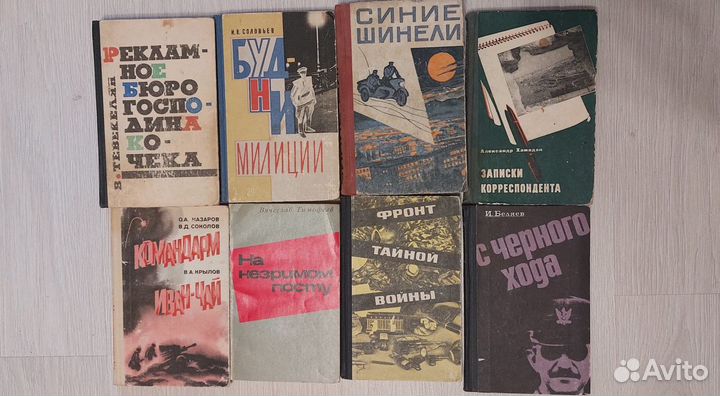 В. ТЕВЕКЕЛЯН
РЕКЛАМ-
НОЕ
БЮРО
ГОСПО-
ДИНА
КО-
ЧЕКА
И. В. СОЛОВЬЕВ
БУД
НИ
МИЛИЦИИ
СИНИЕ
ШИНЕЛИ
Александр Хамадан
ЗАПИСКИ
КОРРЕСПОНДЕНТА
О.А. НАЗАРОВ
В.Д. СОКОЛОВ
КОМАНДАРМ
В.А. КРЫЛОВ
ИВАН-ЧАЙ
Вячеслав Тимофеев
На
незримом
посту
ФРОНТ
ТАЙНОЙ
ВОЙНЫ
И. Беляев
С ЧЕРНОГО
ХОДА
Avito